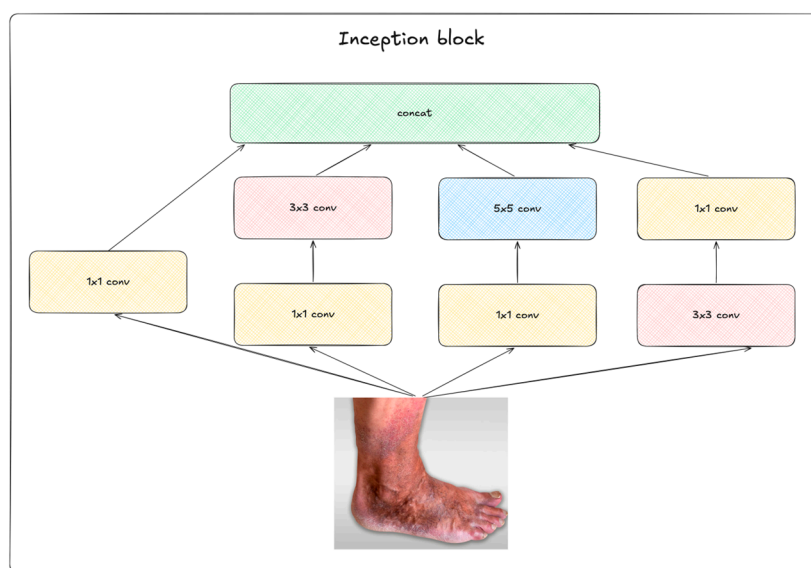 Inception block
concat
3x3 conv
5x5 conv
1x1 conv
1x1 conv
1x1 conv
1x1 conv
3x3 conv